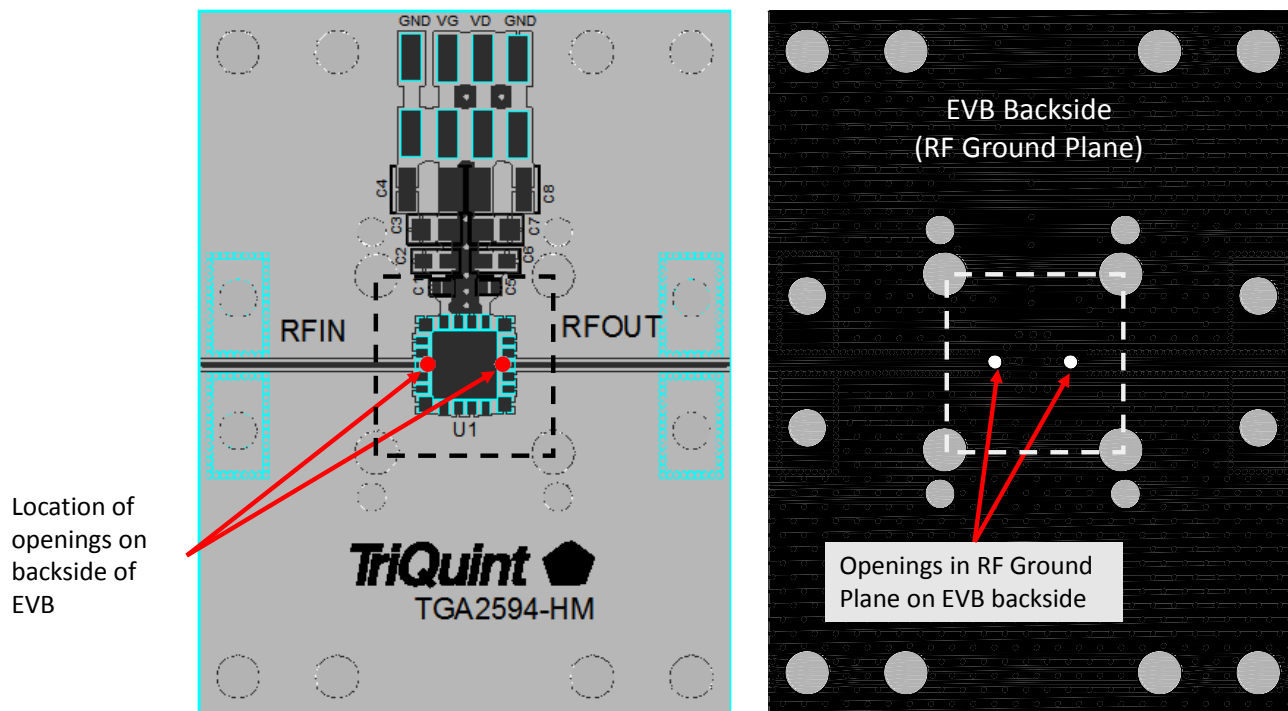 GND VG VD GND
C4
C8
C3
C7
C2
C6
C1
C5
RFIN
RFOUT
U1
Location of
openings on
backside of
EVB
TriQuint
TGA2594-HM
EVB Backside
(RF Ground Plane)
Openings in RF Ground
Plane on EVB backside